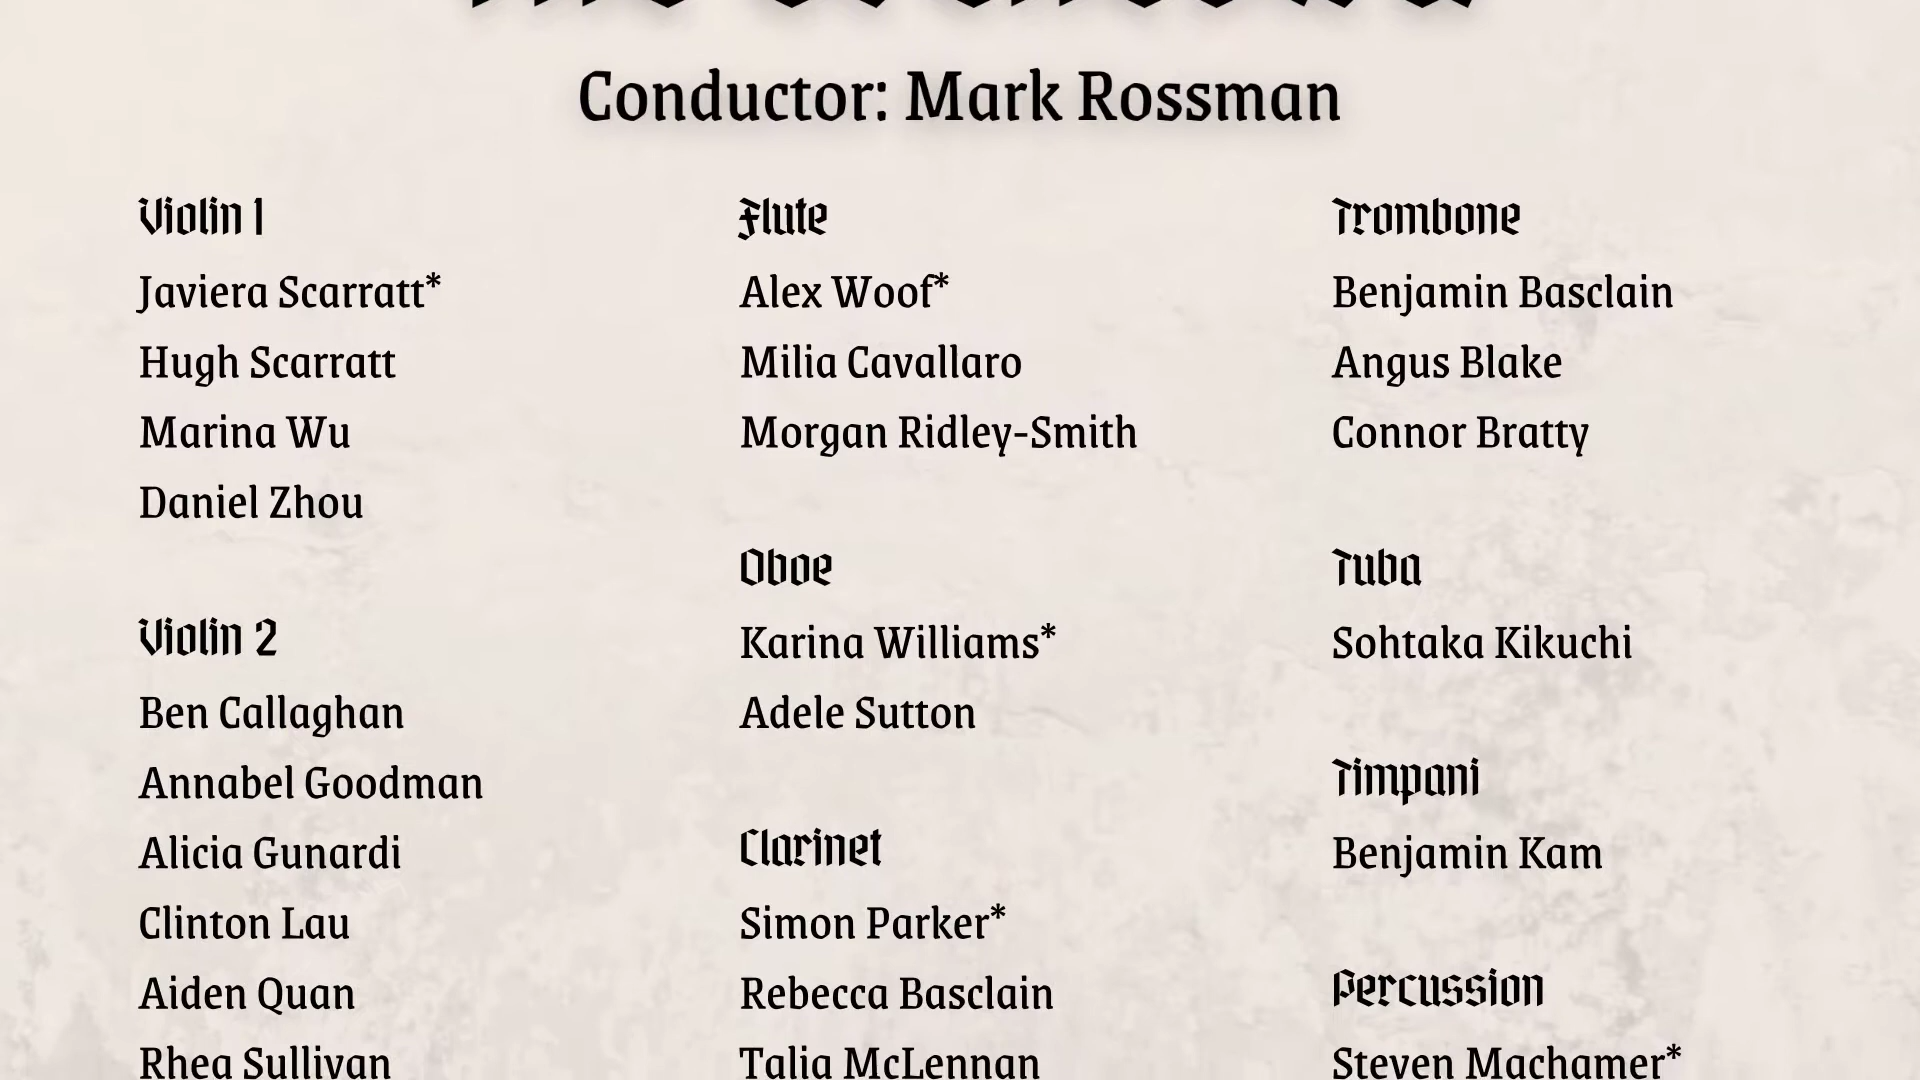 Conductor: Mark Rossman
Violin 1
Javiera Scarratt*
Hugh Scarratt
Marina Wu
Daniel Zhou
Violin 2
Ben Callaghan
Annabel Goodman
Alicia Gunardi
Clinton Lau
Aiden Quan
Rhea Sullivan
Flute
Alex Woof*
Milia Cavallaro
Morgan Ridley-Smith
Oboe
Karina Williams*
Adele Sutton
Clarinet
Simon Parker*
Rebecca Basclain
Talia McLennan
Trombone
Benjamin Basclain
Angus Blake
Connor Bratty
Tuba
Sohtaka Kikuchi
Timpani
Benjamin Kam
Percussion
Steven Machamer*